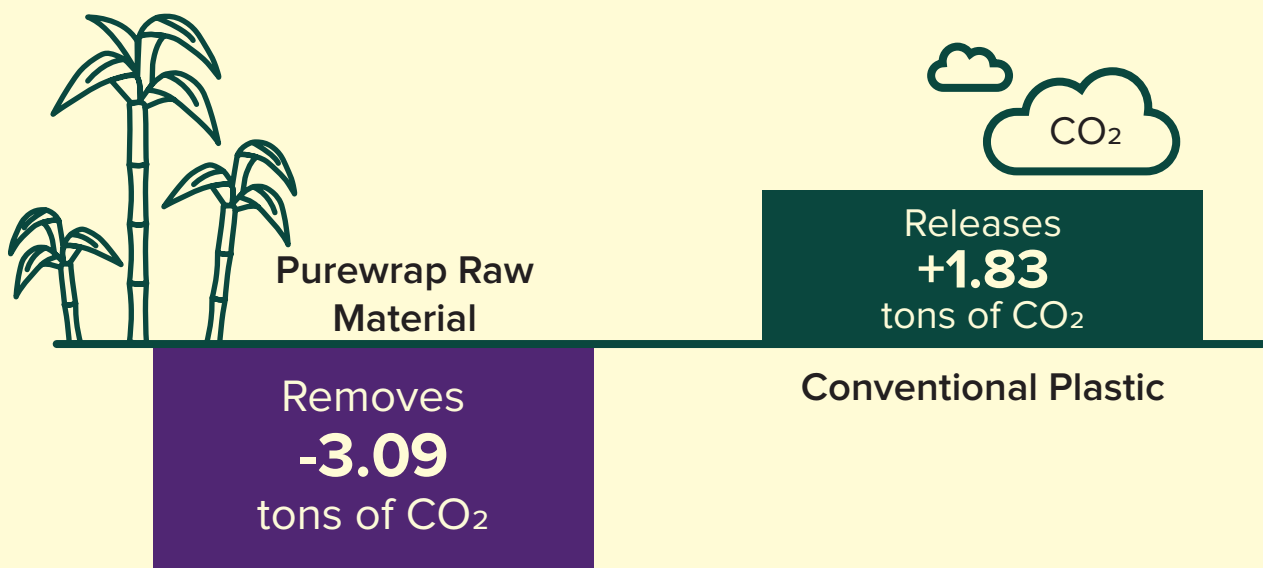 Purewrap Raw
Material
Removes
-3.09
tons of CO₂
CO₂
Releases
+1.83
tons of CO₂
Conventional Plastic